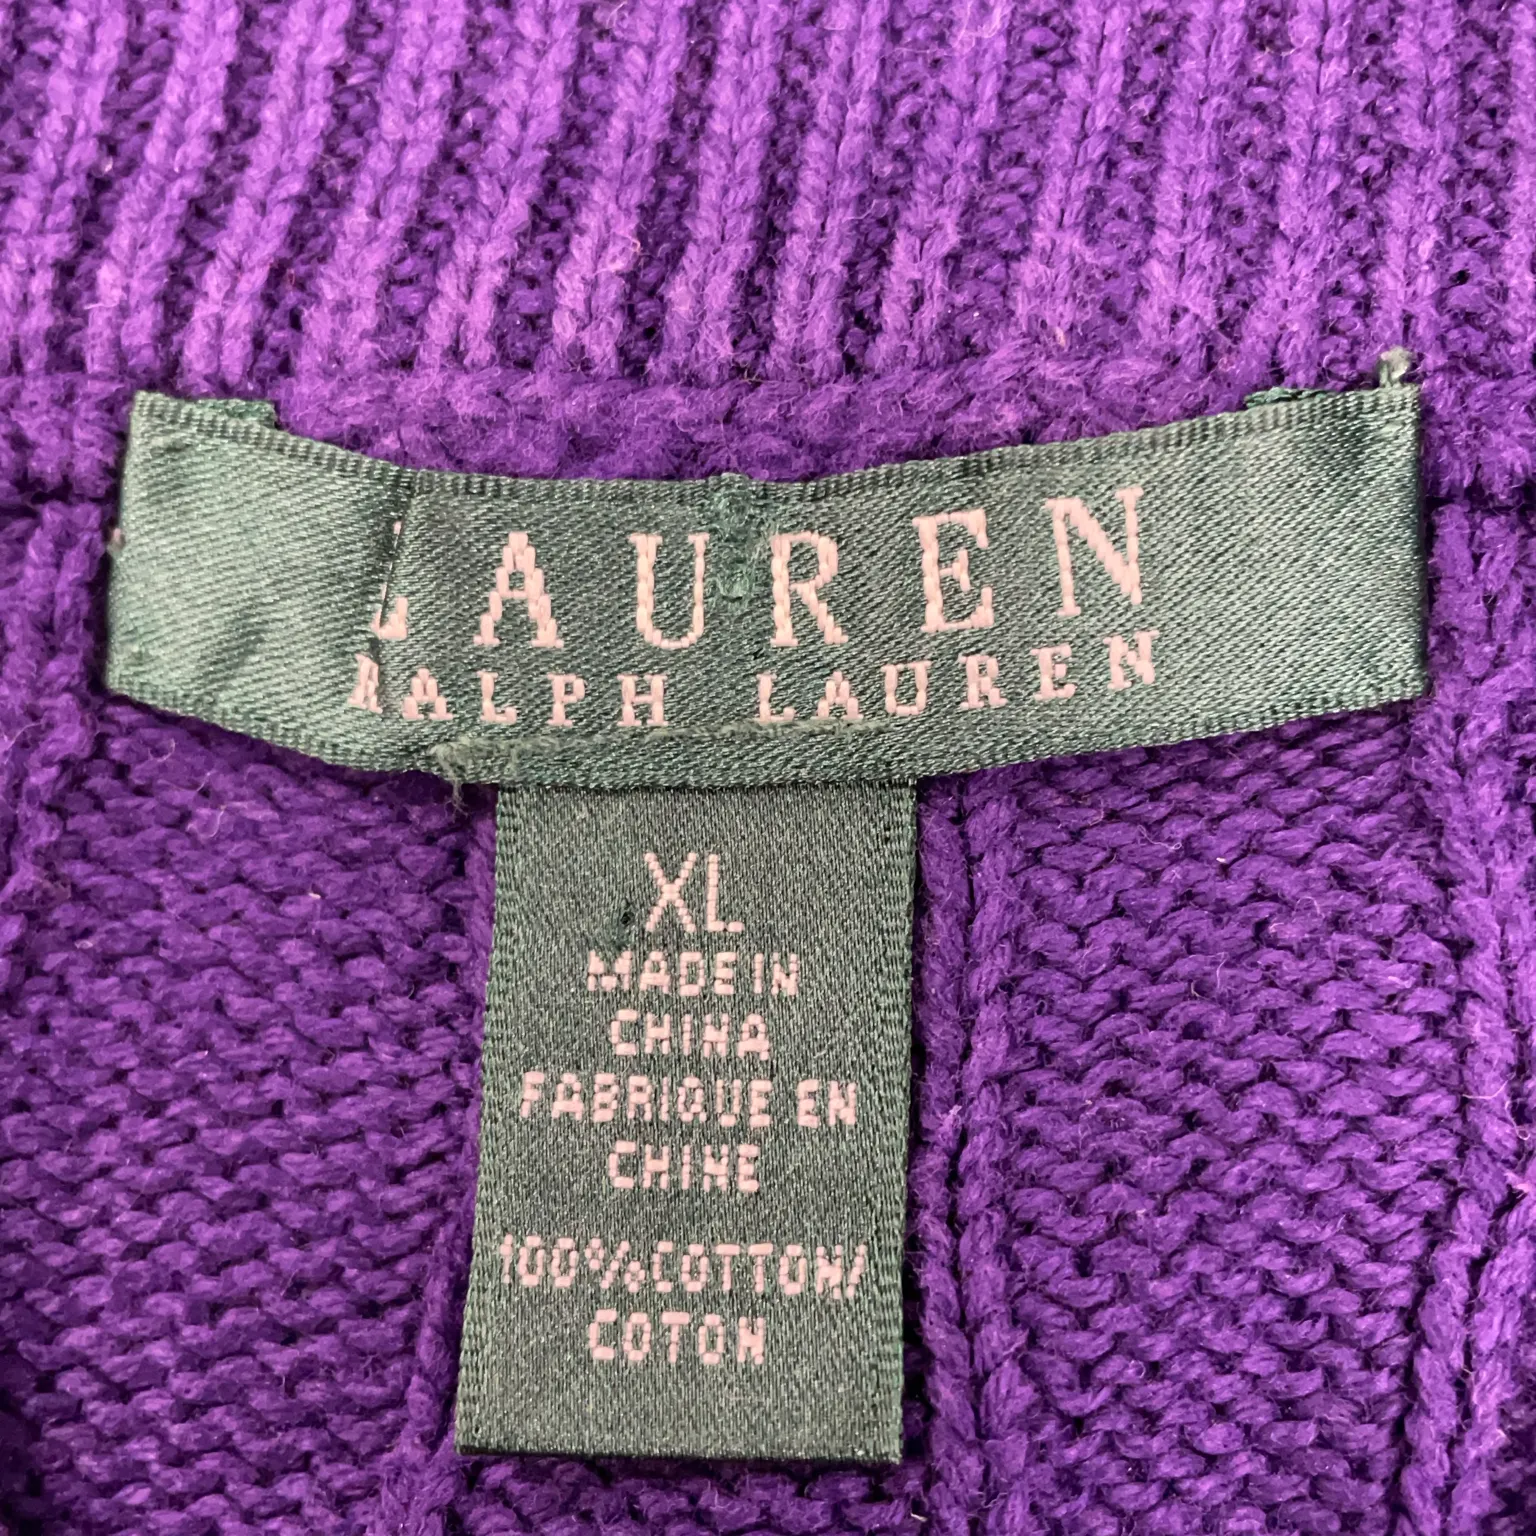 LAUREN
RALPH LAUREN
XL
MADE IN
CHINA
FABRIQUE EN
CHINE
100% COTTON/
COTON